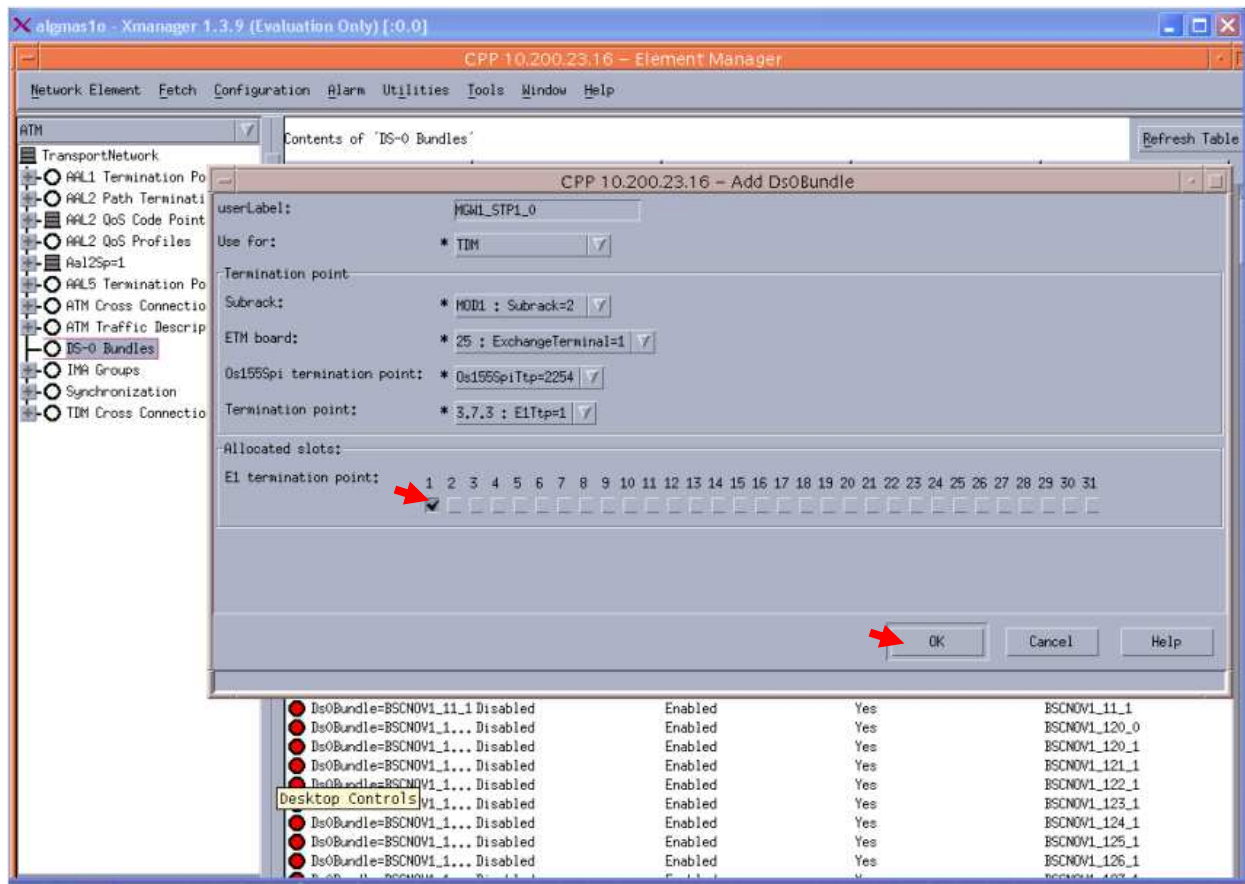 algmas1o - Xmanager 1.3.9 (Evaluation Only) [:0.0]
CPP 10.200.23.16 – Element Manager
Network Element Fetch Configuration Alarm Utilities Tools Window Help
ATM
Contents of 'DS-0 Bundles'
Refresh Table
TransportNetwork
AAL1 Termination Po
AAL2 Path Terminati
AAL2 QoS Code Point
AAL2 QoS Profiles
Aal2Sp=1
AAL5 Termination Po
ATM Cross Connectio
ATM Traffic Descrip
DS-0 Bundles
IMA Groups
Synchronization
TDM Cross Connectio
CPP 10.200.23.16 – Add Ds0Bundle
userLabel: MGW1_STP1_0
Use for: * TDM
Termination point
Subrack: * MOD1 : Subrack=2
ETM board: * 25 : ExchangeTerminal=1
Os155Spi termination point: * Os155SpiTtp=2254
Termination point: * 3.7.3 : E1Ttp=1
Allocated slots:
E1 termination point: 1 2 3 4 5 6 7 8 9 10 11 12 13 14 15 16 17 18 19 20 21 22 23 24 25 26 27 28 29 30 31
OK Cancel Help
Ds0Bundle=BSCNOV1_11_1 Disabled Enabled Yes BSCNOV1_11_1
Ds0Bundle=BSCNOV1_1... Disabled Enabled Yes BSCNOV1_120_0
Ds0Bundle=BSCNOV1_1... Disabled Enabled Yes BSCNOV1_120_1
Ds0Bundle=BSCNOV1_1... Disabled Enabled Yes BSCNOV1_121_1
Ds0Bundle=BSCNOV1_1... Disabled Enabled Yes BSCNOV1_122_1
Desktop Controls V1_1... Disabled Enabled Yes BSCNOV1_123_1
Ds0Bundle=BSCNOV1_1... Disabled Enabled Yes BSCNOV1_124_1
Ds0Bundle=BSCNOV1_1... Disabled Enabled Yes BSCNOV1_125_1
Ds0Bundle=BSCNOV1_1... Disabled Enabled Yes BSCNOV1_126_1